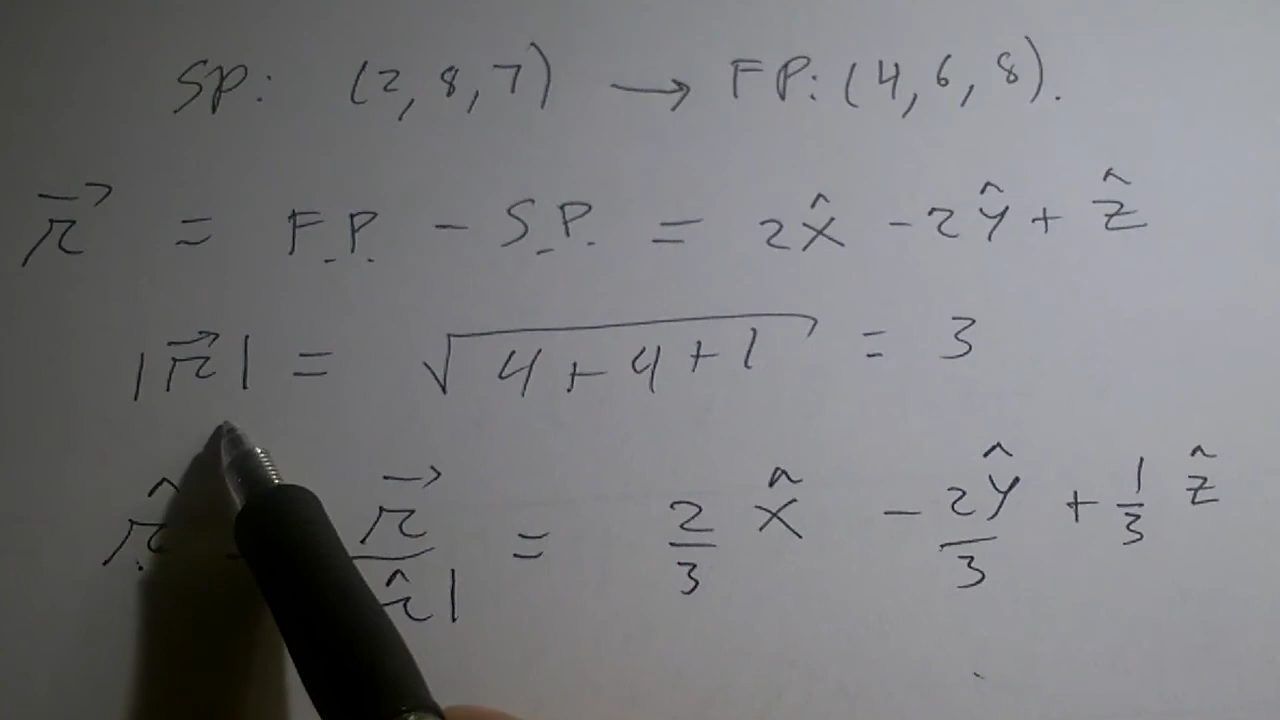 SP: (2,8,7) → FP: (4,6,8).
𝓇⃗ = F.P. - S.P. = 2x̂ - 2ŷ + ẑ
|𝓇⃗| = √(4+4+1) = 3
𝓇̂ 𝓇⃗/𝓇̂| = 2/3 x̂ - 2ŷ/3 + 1/3 ẑ